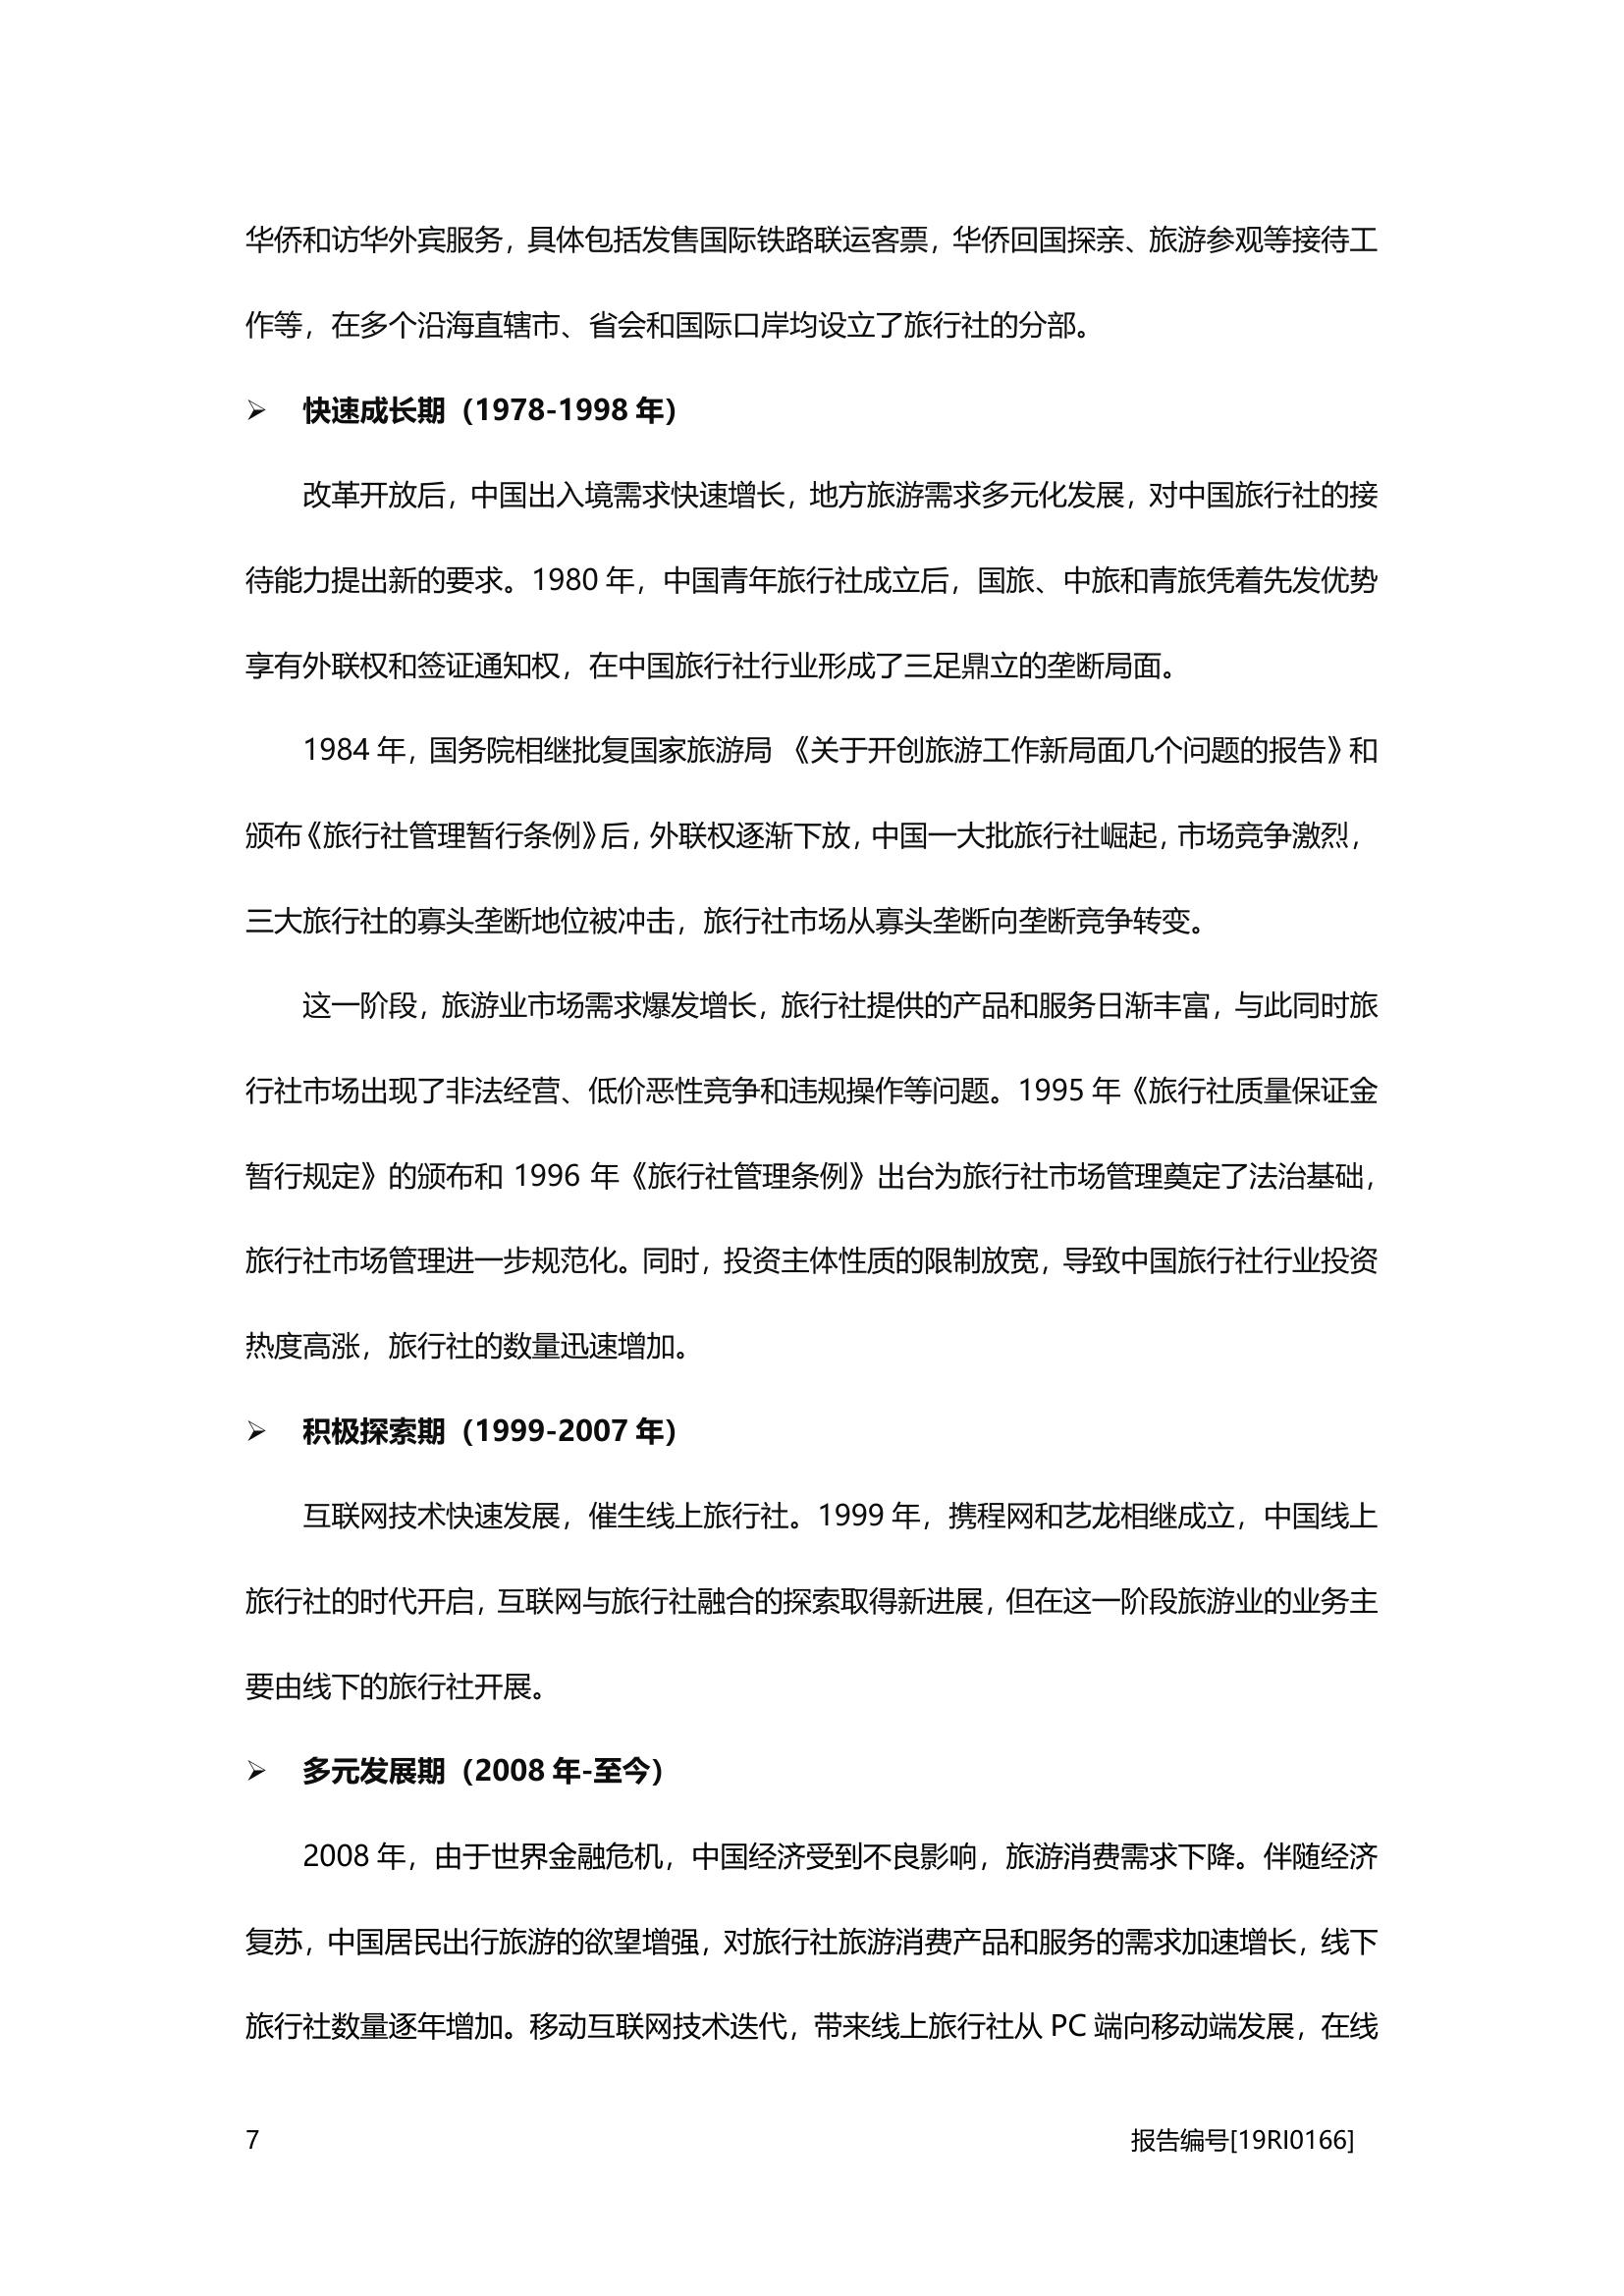 华侨和访华外宾服务，具体包括发售国际铁路联运客票，华侨回国探亲、旅游参观等接待工
作等，在多个沿海直辖市、省会和国际口岸均设立了旅行社的分部。
➢ 快速成长期（1978-1998 年）
改革开放后，中国出入境需求快速增长，地方旅游需求多元化发展，对中国旅行社的接
待能力提出新的要求。1980 年，中国青年旅行社成立后，国旅、中旅和青旅凭着先发优势
享有外联权和签证通知权，在中国旅行社行业形成了三足鼎立的垄断局面。
1984 年，国务院相继批复国家旅游局 《关于开创旅游工作新局面几个问题的报告》和
颁布《旅行社管理暂行条例》后，外联权逐渐下放，中国一大批旅行社崛起，市场竞争激烈，
三大旅行社的寡头垄断地位被冲击，旅行社市场从寡头垄断向垄断竞争转变。
这一阶段，旅游业市场需求爆发增长，旅行社提供的产品和服务日渐丰富，与此同时旅
行社市场出现了非法经营、低价恶性竞争和违规操作等问题。1995 年《旅行社质量保证金
暂行规定》的颁布和 1996 年《旅行社管理条例》出台为旅行社市场管理奠定了法治基础，
旅行社市场管理进一步规范化。同时，投资主体性质的限制放宽，导致中国旅行社行业投资
热度高涨，旅行社的数量迅速增加。
➢ 积极探索期（1999-2007 年）
互联网技术快速发展，催生线上旅行社。1999 年，携程网和艺龙相继成立，中国线上
旅行社的时代开启，互联网与旅行社融合的探索取得新进展，但在这一阶段旅游业的业务主
要由线下的旅行社开展。
➢ 多元发展期（2008 年-至今）
2008 年，由于世界金融危机，中国经济受到不良影响，旅游消费需求下降。伴随经济
复苏，中国居民出行旅游的欲望增强，对旅行社旅游消费产品和服务的需求加速增长，线下
旅行社数量逐年增加。移动互联网技术迭代，带来线上旅行社从 PC 端向移动端发展，在线
7 报告编号[19RI0166]